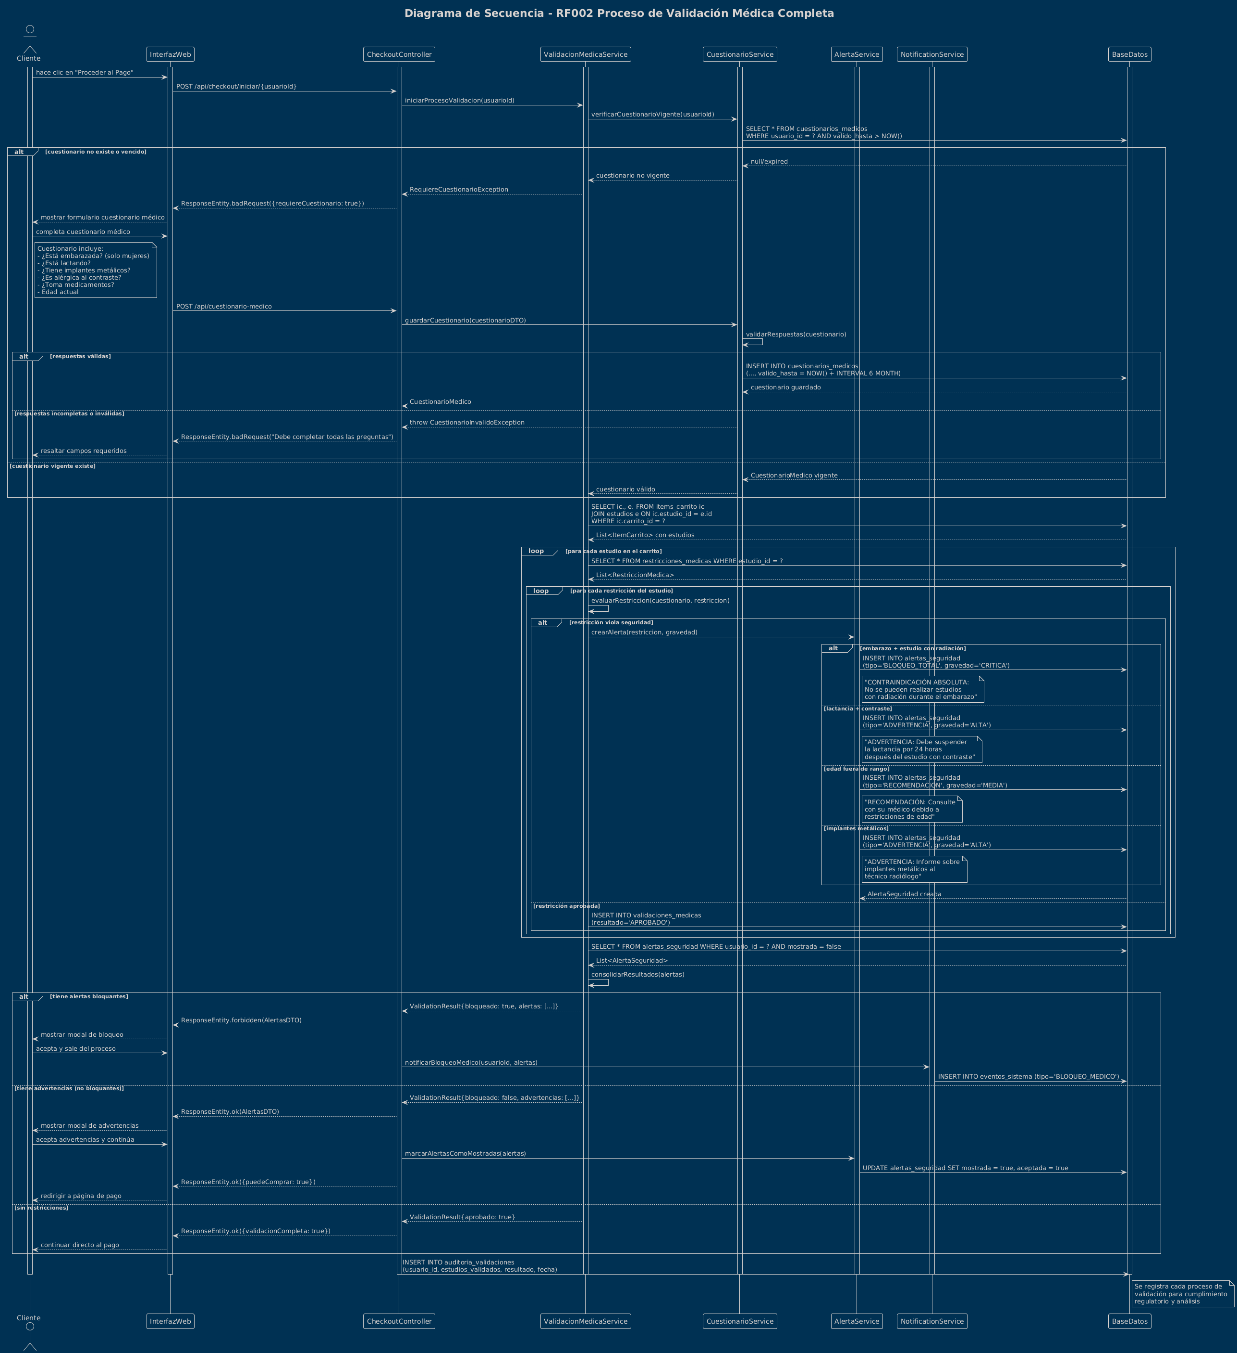 Diagrama de Secuencia - RF002 Proceso de Validación Médica Completa
Cliente
InterfazWeb
CheckoutController
ValidacionMedicaService
CuestionarioService
AlertaService
NotificationService
BaseDatos
hace clic en "Proceder al Pago"
POST /api/checkout/iniciar/{usuarioId}
iniciarProcesoValidacion(usuarioId)
verificarCuestionarioVigente(usuarioId)
SELECT * FROM cuestionarios_medicos
WHERE usuario_id = ? AND valido_hasta > NOW()
alt [cuestionario no existe o vencido]
null/expired
cuestionario no vigente
RequiereCuestionarioException
ResponseEntity.badRequest({requiereCuestionario: true})
mostrar formulario cuestionario médico
completa cuestionario médico
Cuestionario incluye:
- ¿Está embarazada? (solo mujeres)
- ¿Está lactando?
- ¿Tiene implantes metálicos?
- ¿Es alérgica al contraste?
- ¿Toma medicamentos?
- Edad actual
POST /api/cuestionario-medico
guardarCuestionario(cuestionarioDTO)
validarRespuestas(cuestionario)
alt [respuestas válidas]
INSERT INTO cuestionarios_medicos
(..., valido_hasta = NOW() + INTERVAL 6 MONTH)
cuestionario guardado
CuestionarioMedico
[respuestas incompletas o inválidas]
throw CuestionarioInvalidoException
ResponseEntity.badRequest("Debe completar todas las preguntas")
resaltar campos requeridos
[cuestionario vigente existe]
CuestionarioMedico vigente
cuestionario válido
SELECT ic., e. FROM items_carrito ic
JOIN estudios e ON ic.estudio_id = e.id
WHERE ic.carrito_id = ?
List<ItemCarrito> con estudios
loop [para cada estudio en el carrito]
SELECT * FROM restricciones_medicas WHERE estudio_id = ?
List<RestriccionMedica>
loop [para cada restricción del estudio]
evaluarRestriccion(cuestionario, restriccion)
alt [restricción viola seguridad]
crearAlerta(restriccion, gravedad)
alt [embarazo + estudio con radiación]
INSERT INTO alertas_seguridad
(tipo='BLOQUEO_TOTAL', gravedad='CRITICA')
"CONTRAINDICACIÓN ABSOLUTA:
No se pueden realizar estudios
con radiación durante el embarazo"
[lactancia + contraste]
INSERT INTO alertas_seguridad
(tipo='ADVERTENCIA', gravedad='ALTA')
"ADVERTENCIA: Debe suspender
la lactancia por 24 horas
después del estudio con contraste"
[edad fuera de rango]
INSERT INTO alertas_seguridad
(tipo='RECOMENDACION', gravedad='MEDIA')
"RECOMENDACIÓN: Consulte
con su médico debido a
restricciones de edad"
[implantes metálicos]
INSERT INTO alertas_seguridad
(tipo='ADVERTENCIA', gravedad='ALTA')
"ADVERTENCIA: Informe sobre
implantes metálicos al
técnico radiólogo"
AlertaSeguridad creada
[restricción aprobada]
INSERT INTO validaciones_medicas
(resultado='APROBADO')
SELECT * FROM alertas_seguridad WHERE usuario_id = ? AND mostrada = false
List<AlertaSeguridad>
consolidarResultados(alertas)
alt [tiene alertas bloquantes]
ValidationResult{bloqueado: true, alertas: [...]}
ResponseEntity.forbidden(AlertasDTO)
mostrar modal de bloqueo
acepta y sale del proceso
notificarBloqueoMedico(usuarioId, alertas)
INSERT INTO eventos_sistema (tipo='BLOQUEO_MEDICO')
[tiene advertencias (no bloquantes)]
ValidationResult{bloqueado: false, advertencias: [...]}
ResponseEntity.ok(AlertasDTO)
mostrar modal de advertencias
acepta advertencias y continúa
marcarAlertasComoMostradas(alertas)
UPDATE alertas_seguridad SET mostrada = true, aceptada = true
ResponseEntity.ok({puedeComprar: true})
redirigir a página de pago
[sin restricciones]
ValidationResult{aprobado: true}
ResponseEntity.ok({validacionCompleta: true})
continuar directo al pago
INSERT INTO auditoria_validaciones
(usuario_id, estudios_validados, resultado, fecha)
Se registra cada proceso de
validación para cumplimiento
regulatorio y análisis
Cliente
InterfazWeb
CheckoutController
ValidacionMedicaService
CuestionarioService
AlertaService
NotificationService
BaseDatos